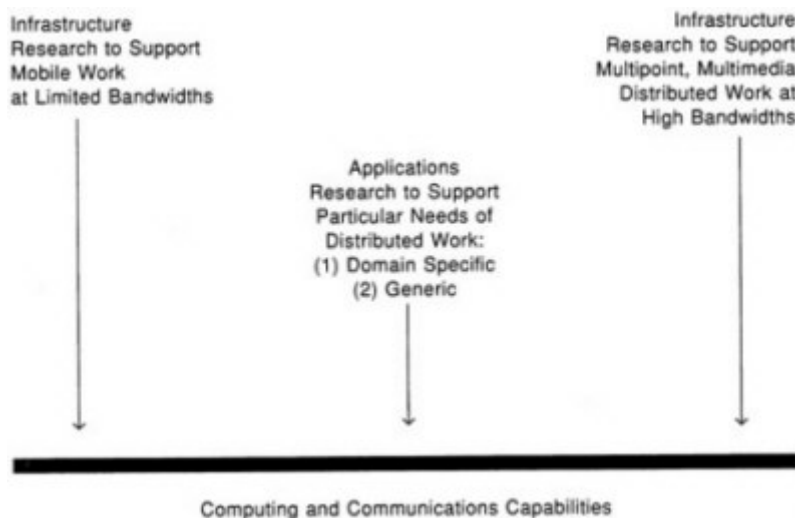 Infrastructure
Research to Support
Mobile Work
at Limited Bandwidths
Infrastructure
Research to Support
Multipoint, Multimedia
Distributed Work at
High Bandwidths
Applications
Research to Support
Particular Needs of
Distributed Work:
(1) Domain Specific
(2) Generic
Computing and Communications Capabilities